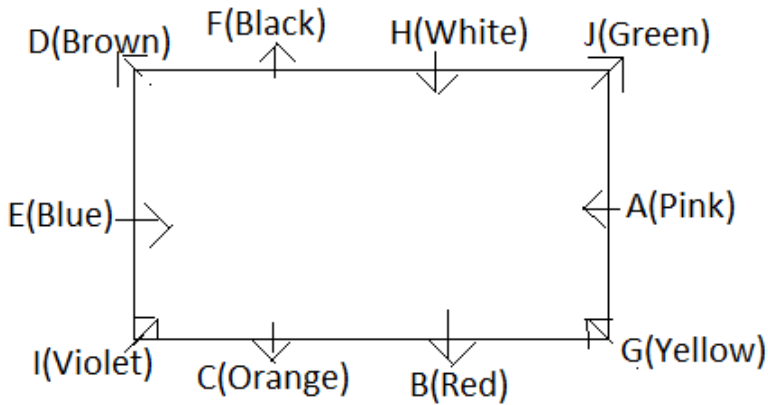 D(Brown)
F(Black)
H(White)
J(Green)
E(Blue)
A(Pink)
I(Violet)
C(Orange)
B(Red)
G(Yellow)